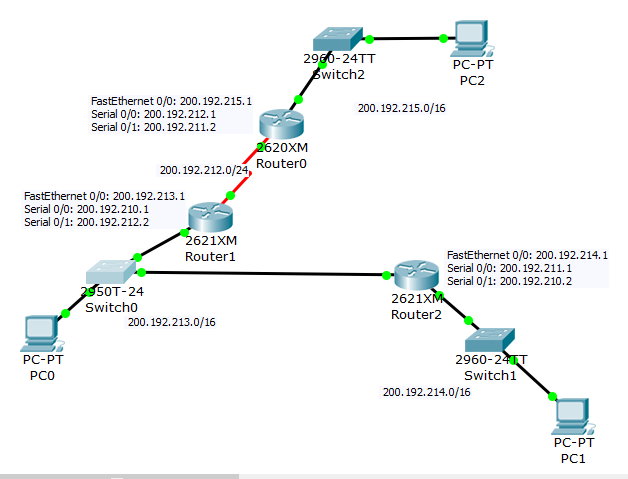 2960-24TT
Switch2
PC-PT
PC2
FastEthernet 0/0: 200.192.215.1
Serial 0/0: 200.192.212.1
Serial 0/1: 200.192.211.2
200.192.215.0/16
2620XM
Router0
200.192.212.0/24
FastEthernet 0/0: 200.192.213.1
Serial 0/0: 200.192.210.1
Serial 0/1: 200.192.212.2
2621XM
Router1
FastEthernet 0/0: 200.192.214.1
Serial 0/0: 200.192.211.1
Serial 0/1: 200.192.210.2
2950T-24
Switch0
2621XM
Router2
200.192.213.0/16
PC-PT
PC0
2960-24TT
Switch1
200.192.214.0/16
PC-PT
PC1